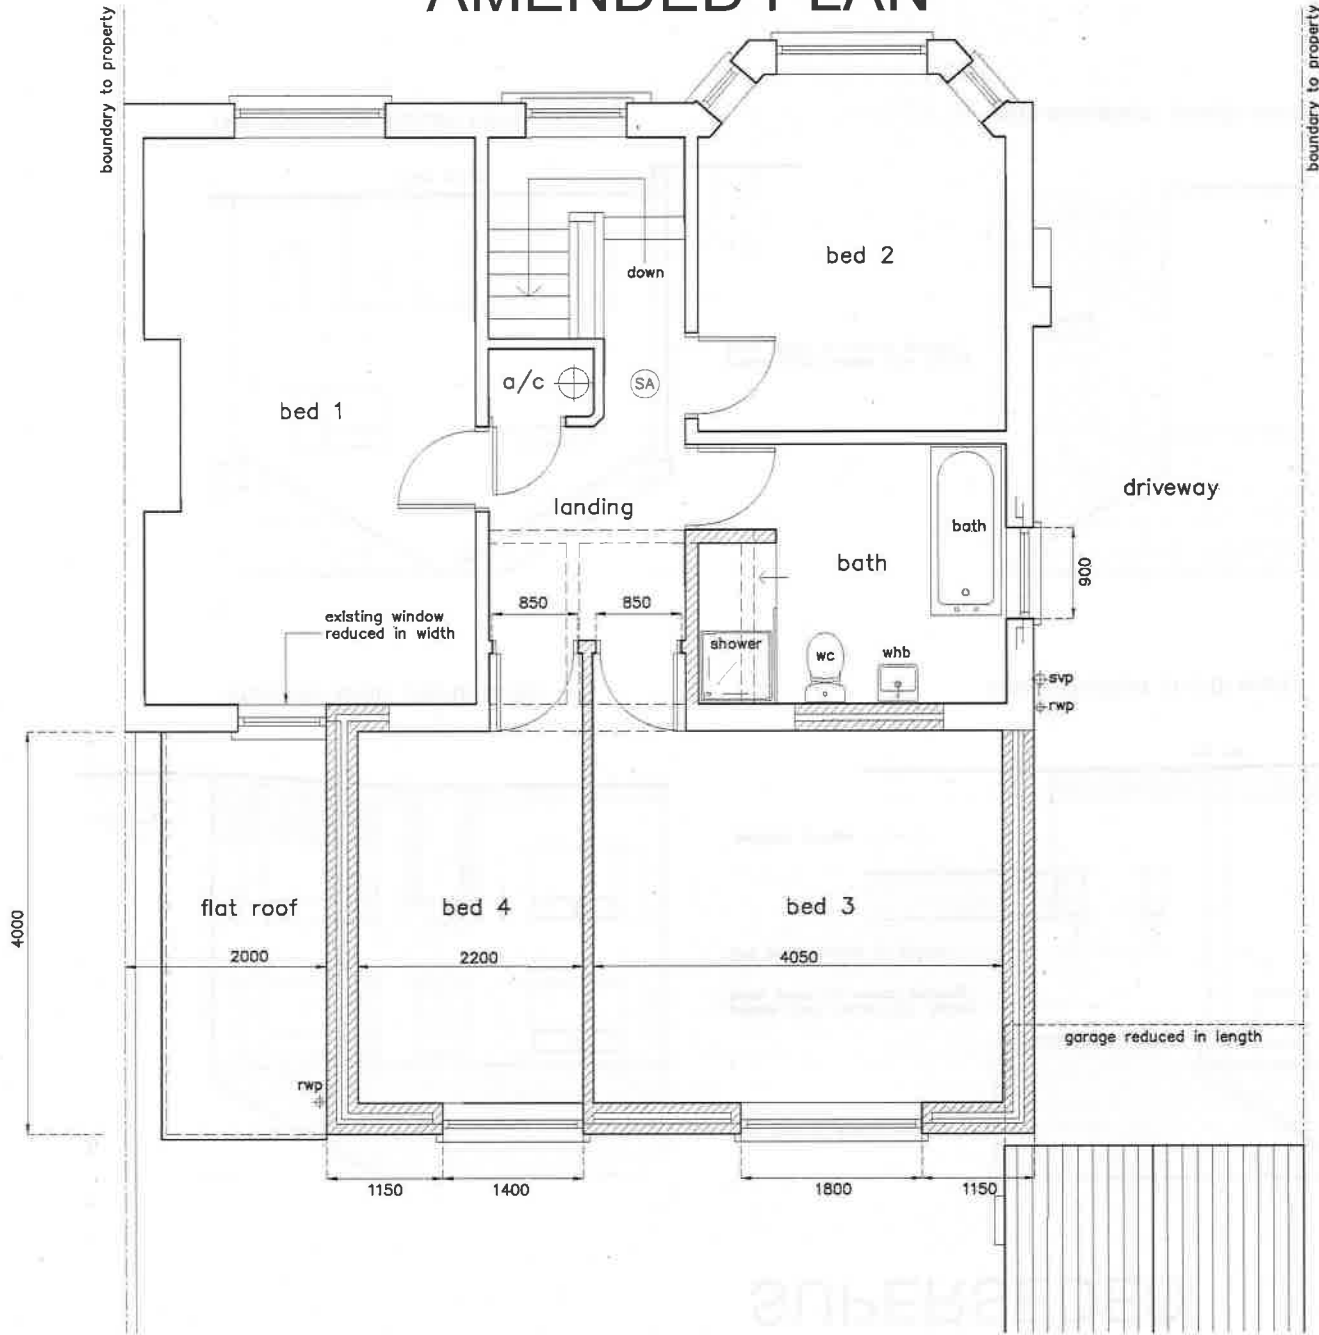 AMENDED PLAN
boundary to property
boundary to property
bed 2
down
a/c
SA
bed 1
driveway
landing
bath
bath
900
850
850
existing window
reduced in width
shower
wc
whb
svp
rwp
4000
flat roof
bed 4
bed 3
2000
2200
4050
garage reduced in length
rwp
1150
1400
1800
1150